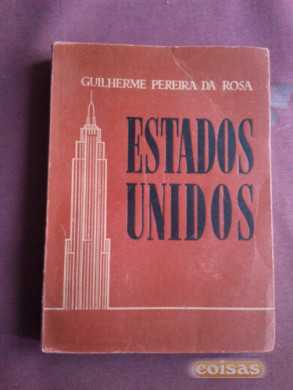 GUILHERME PEREIRA DA ROSA
ESTADOS
UNIDOS
coisas